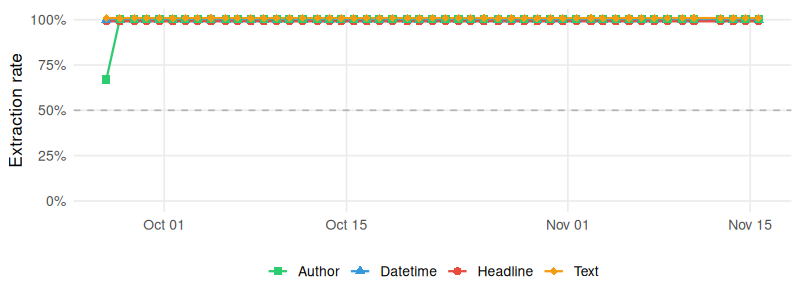 Extraction rate
100%
75%
50%
25%
0%
Oct 01 Oct 15 Nov 01 Nov 15
Author Datetime Headline Text